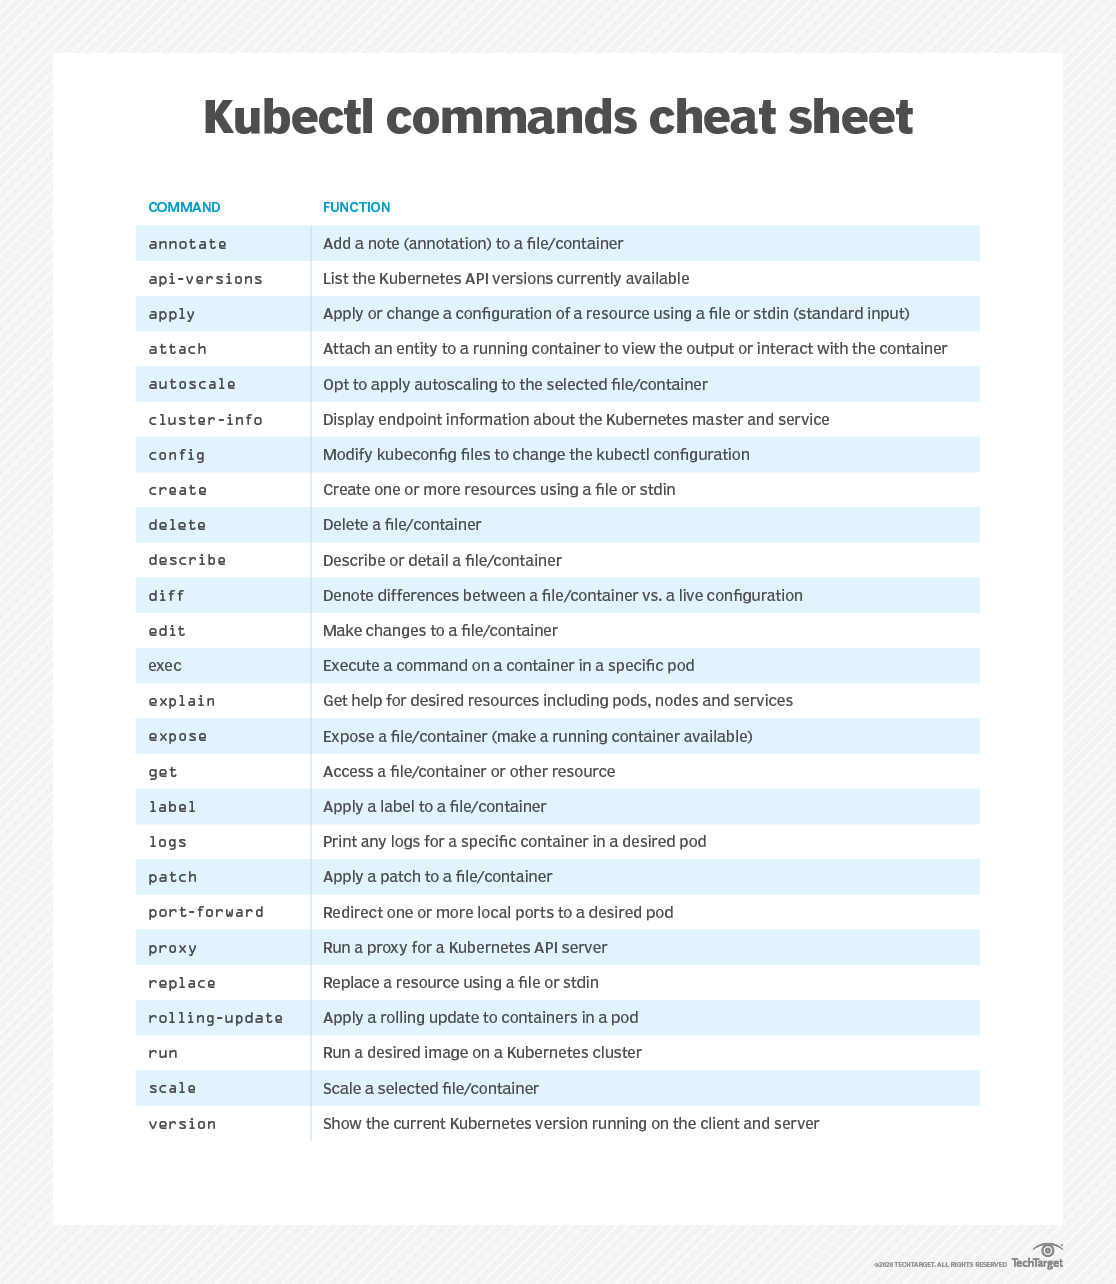 Kubectl commands cheat sheet
COMMAND FUNCTION
annotate Add a note (annotation) to a file/container
api-versions List the Kubernetes API versions currently available
apply Apply or change a configuration of a resource using a file or stdin (standard input)
attach Attach an entity to a running container to view the output or interact with the container
autoscale Opt to apply autoscaling to the selected file/container
cluster-info Display endpoint information about the Kubernetes master and service
config Modify kubeconfig files to change the kubectl configuration
create Create one or more resources using a file or stdin
delete Delete a file/container
describe Describe or detail a file/container
diff Denote differences between a file/container vs. a live configuration
edit Make changes to a file/container
exec Execute a command on a container in a specific pod
explain Get help for desired resources including pods, nodes and services
expose Expose a file/container (make a running container available)
get Access a file/container or other resource
label Apply a label to a file/container
logs Print any logs for a specific container in a desired pod
patch Apply a patch to a file/container
port-forward Redirect one or more local ports to a desired pod
proxy Run a proxy for a Kubernetes API server
replace Replace a resource using a file or stdin
rolling-update Apply a rolling update to containers in a pod
run Run a desired image on a Kubernetes cluster
scale Scale a selected file/container
version Show the current Kubernetes version running on the client and server
©2020 TECHTARGET. ALL RIGHTS RESERVED TechTarget